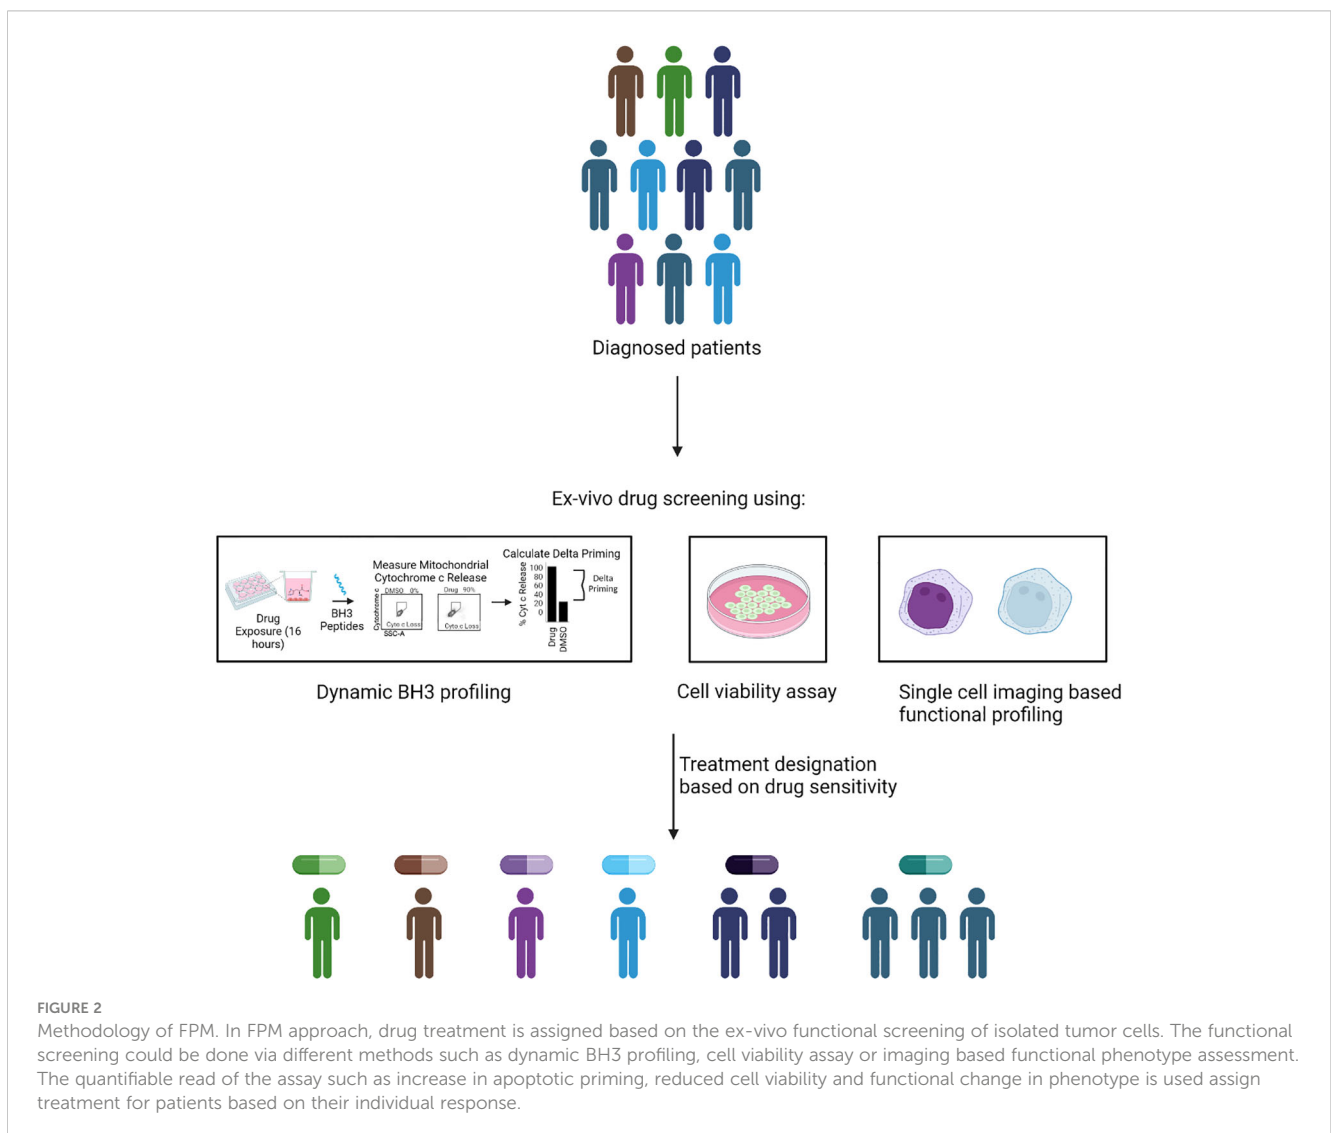 Diagnosed patients
Ex-vivo drug screening using:
Drug
Exposure (16
hours)
BH3
Peptides
Measure Mitochondrial
Cytochrome c Release
DMSO 0%
Drug 90%
Cytochrome c
Cyto c Loss
Cyto c Loss
SSC-A
Calculate Delta Priming
% Cyt c Release
100
80
60
40
20
0
Drug
DMSO
Delta
Priming
Dynamic BH3 profiling
Cell viability assay
Single cell imaging based
functional profiling
Treatment designation
based on drug sensitivity
FIGURE 2
Methodology of FPM. In FPM approach, drug treatment is assigned based on the ex-vivo functional screening of isolated tumor cells. The functional
screening could be done via different methods such as dynamic BH3 profiling, cell viability assay or imaging based functional phenotype assessment.
The quantifiable read of the assay such as increase in apoptotic priming, reduced cell viability and functional change in phenotype is used assign
treatment for patients based on their individual response.